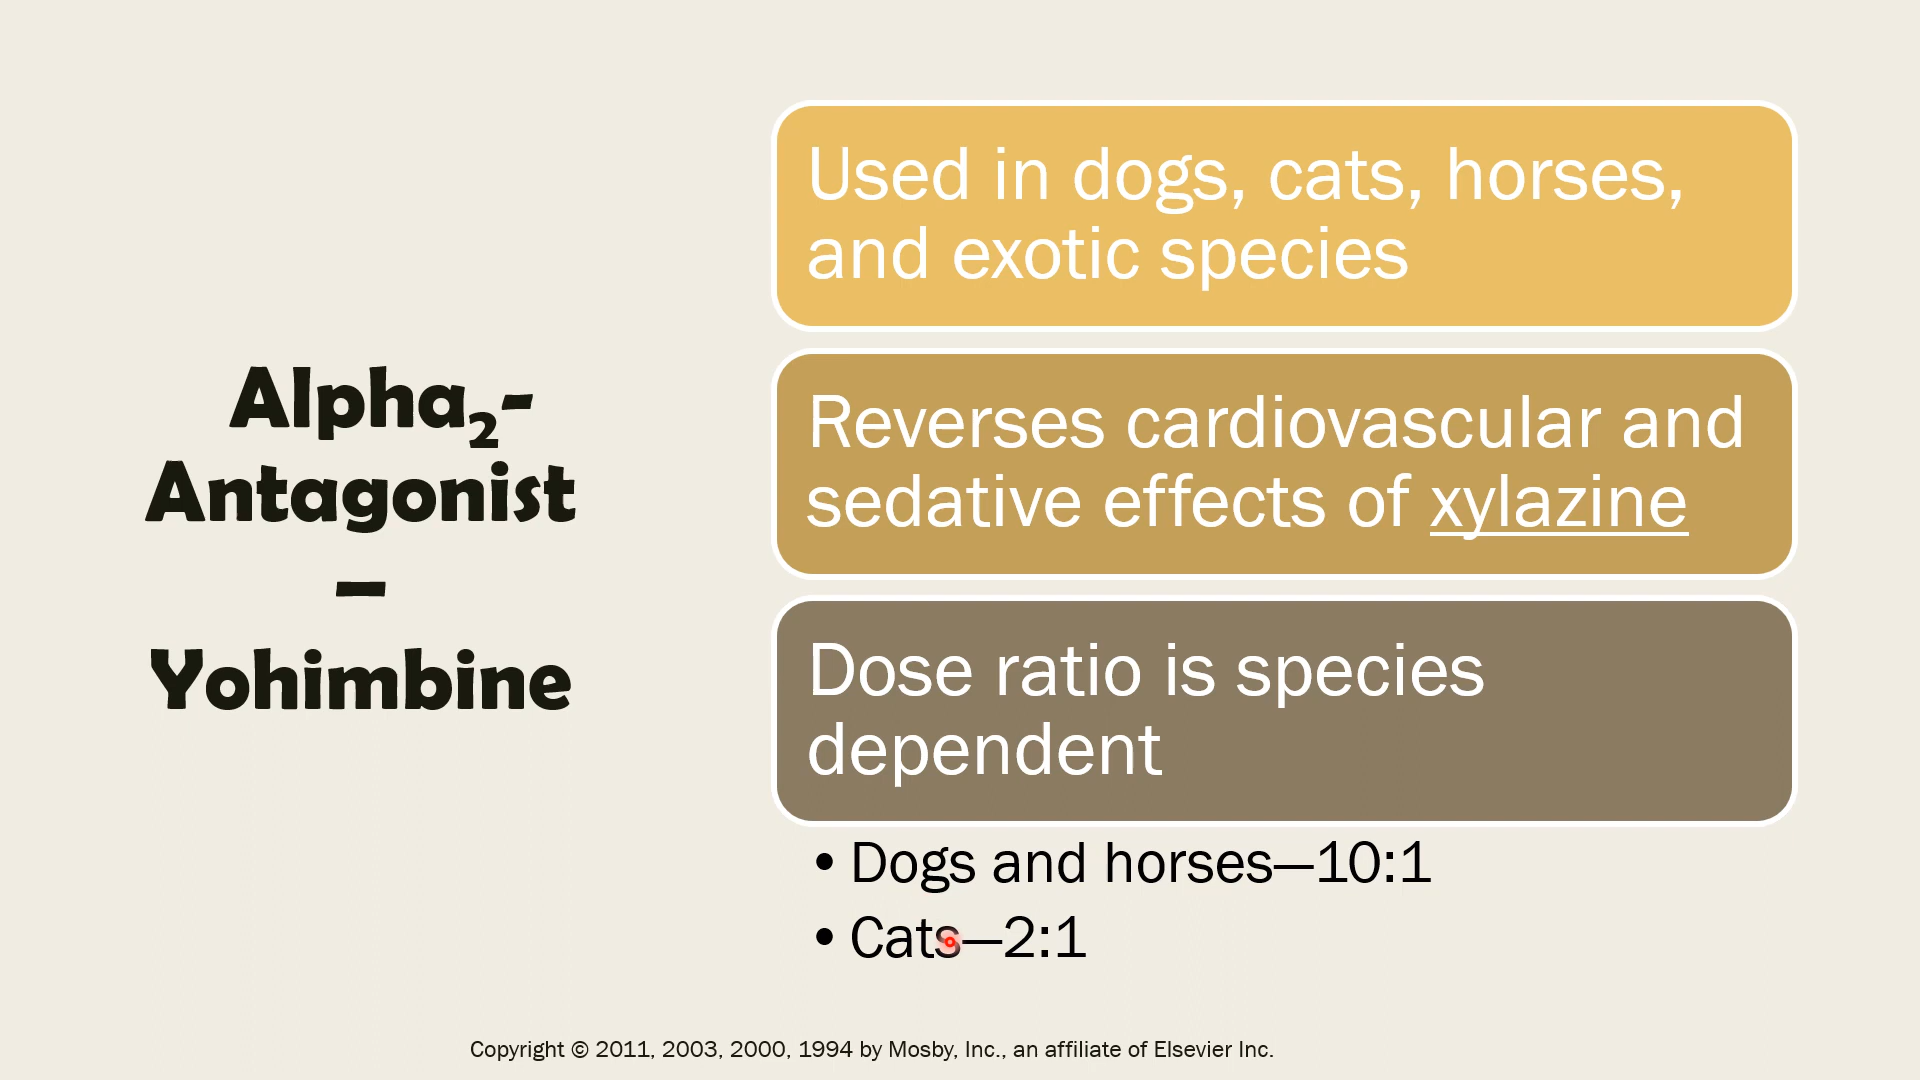 Alpha₂-
Antagonist
–
Yohimbine
Used in dogs, cats, horses,
and exotic species
Reverses cardiovascular and
sedative effects of xylazine
Dose ratio is species
dependent
• Dogs and horses—10:1
• Cats—2:1
Copyright © 2011, 2003, 2000, 1994 by Mosby, Inc., an affiliate of Elsevier Inc.